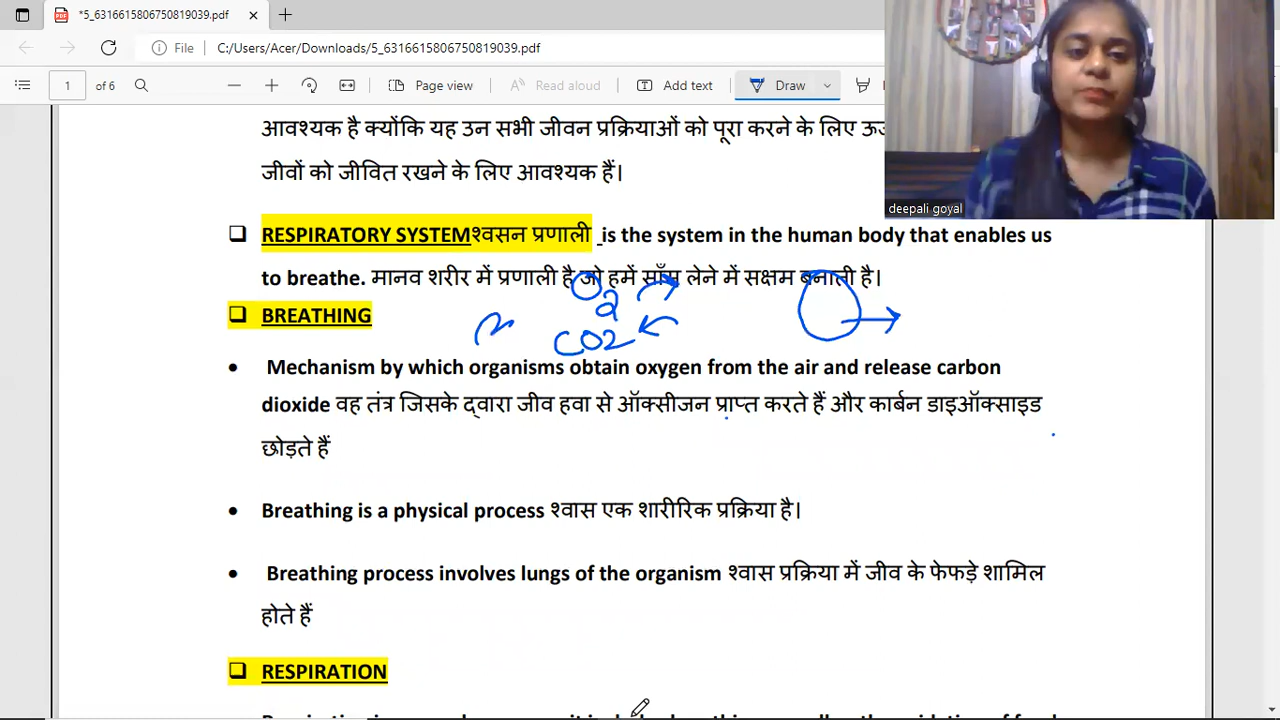 *5_6316615806750819039.pdf
File C:/Users/Acer/Downloads/5_6316615806750819039.pdf
1 of 6 Page view Read aloud Add text Draw
आवश्यक है क्योंकि यह उन सभी जीवन प्रक्रियाओं को पूरा करने के लिए
deepali goyal
जीवों को जीवित रखने के लिए आवश्यक हैं।
RESPIRATORY SYSTEMश्वसन प्रणाली is the system in the human body that enables us
to breathe. मानव शरीर में प्रणाली है जो हमें साँस लेने में सक्षम बनाती है।
O2
BREATHING
CO2
Mechanism by which organisms obtain oxygen from the air and release carbon
dioxide वह तंत्र जिसके द्वारा जीव हवा से ऑक्सीजन प्राप्त करते हैं और कार्बन डाइऑक्साइड
छोड़ते हैं
Breathing is a physical process श्वास एक शारीरिक प्रक्रिया है।
Breathing process involves lungs of the organism श्वास प्रक्रिया में जीव के फेफड़े शामिल
होते हैं
RESPIRATION